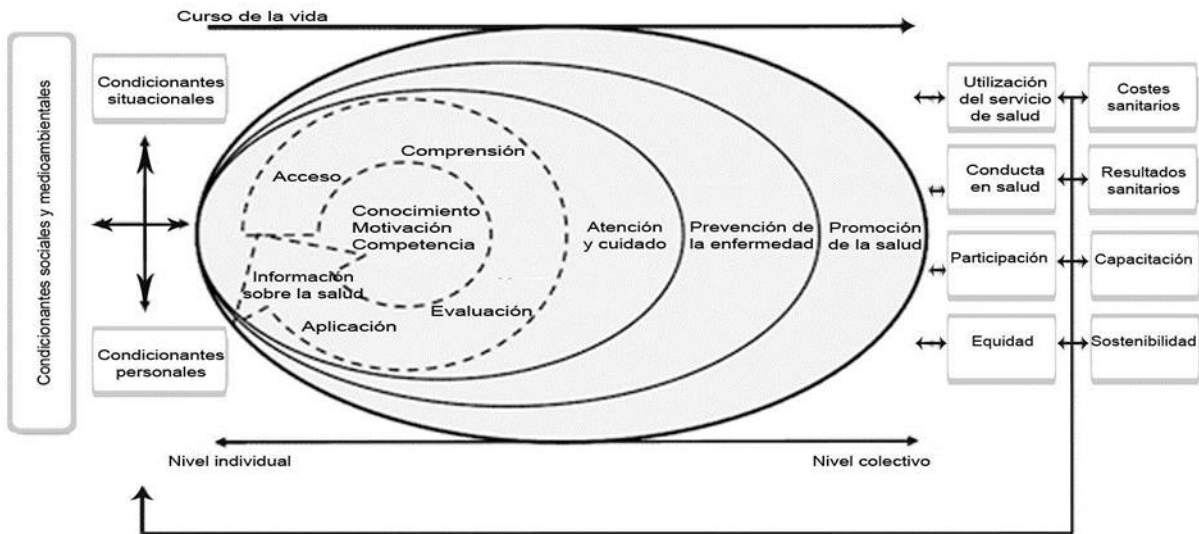 Curso de la vida
Condicionantes sociales y medioambientales
Condicionantes
situacionales
Condicionantes
personales
Acceso
Comprensión
Conocimiento
Motivación
Competencia
Información
sobre la salud
Aplicación
Evaluación
Atención
y cuidado
Prevención de
la enfermedad
Promoción
de la salud
Utilización
del servicio
de salud
Costes
sanitarios
Conducta
en salud
Resultados
sanitarios
Participación
Capacitación
Equidad
Sostenibilidad
Nivel individual
Nivel colectivo